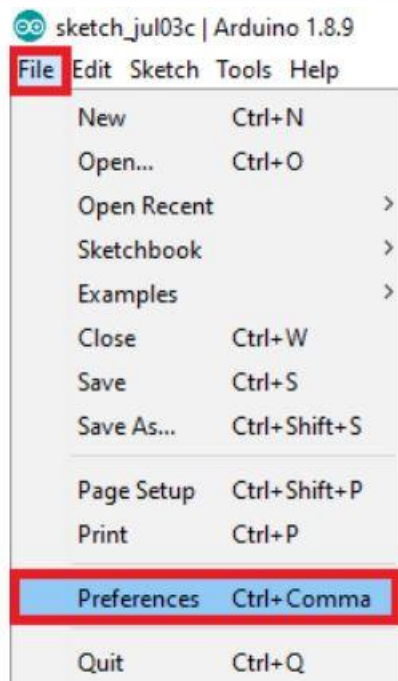 sketch_jul03c | Arduino 1.8.9
File Edit Sketch Tools Help
New Ctrl+N
Open... Ctrl+O
Open Recent
Sketchbook
Examples
Close Ctrl+W
Save Ctrl+S
Save As... Ctrl+Shift+S
Page Setup Ctrl+Shift+P
Print Ctrl+P
Preferences Ctrl+Comma
Quit Ctrl+Q